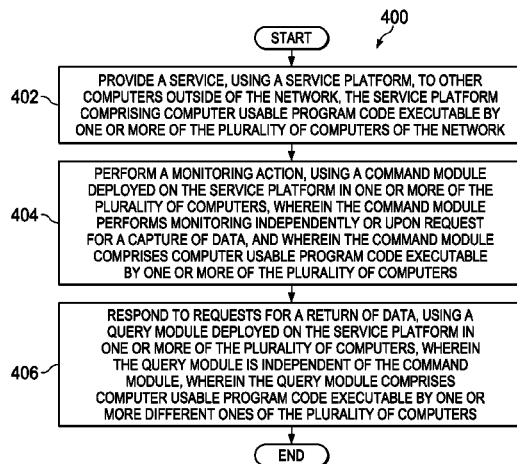 START
400
402
PROVIDE A SERVICE, USING A SERVICE PLATFORM, TO OTHER
COMPUTERS OUTSIDE OF THE NETWORK, THE SERVICE PLATFORM
COMPRISING COMPUTER USABLE PROGRAM CODE EXECUTABLE BY
ONE OR MORE OF THE PLURALITY OF COMPUTERS OF THE NETWORK
404
PERFORM A MONITORING ACTION, USING A COMMAND MODULE
DEPLOYED ON THE SERVICE PLATFORM IN ONE OR MORE OF THE
PLURALITY OF COMPUTERS, WHEREIN THE COMMAND MODULE
PERFORMS MONITORING INDEPENDENTLY OR UPON REQUEST
FOR A CAPTURE OF DATA, AND WHEREIN THE COMMAND MODULE
COMPRISES COMPUTER USABLE PROGRAM CODE EXECUTABLE
BY ONE OR MORE OF THE PLURALITY OF COMPUTERS
406
RESPOND TO REQUESTS FOR A RETURN OF DATA, USING A
QUERY MODULE DEPLOYED ON THE SERVICE PLATFORM IN
ONE OR MORE OF THE PLURALITY OF COMPUTERS, WHEREIN
THE QUERY MODULE IS INDEPENDENT OF THE COMMAND
MODULE, WHEREIN THE QUERY MODULE COMPRISES
COMPUTER USABLE PROGRAM CODE EXECUTABLE BY ONE OR
MORE DIFFERENT ONES OF THE PLURALITY OF COMPUTERS
END